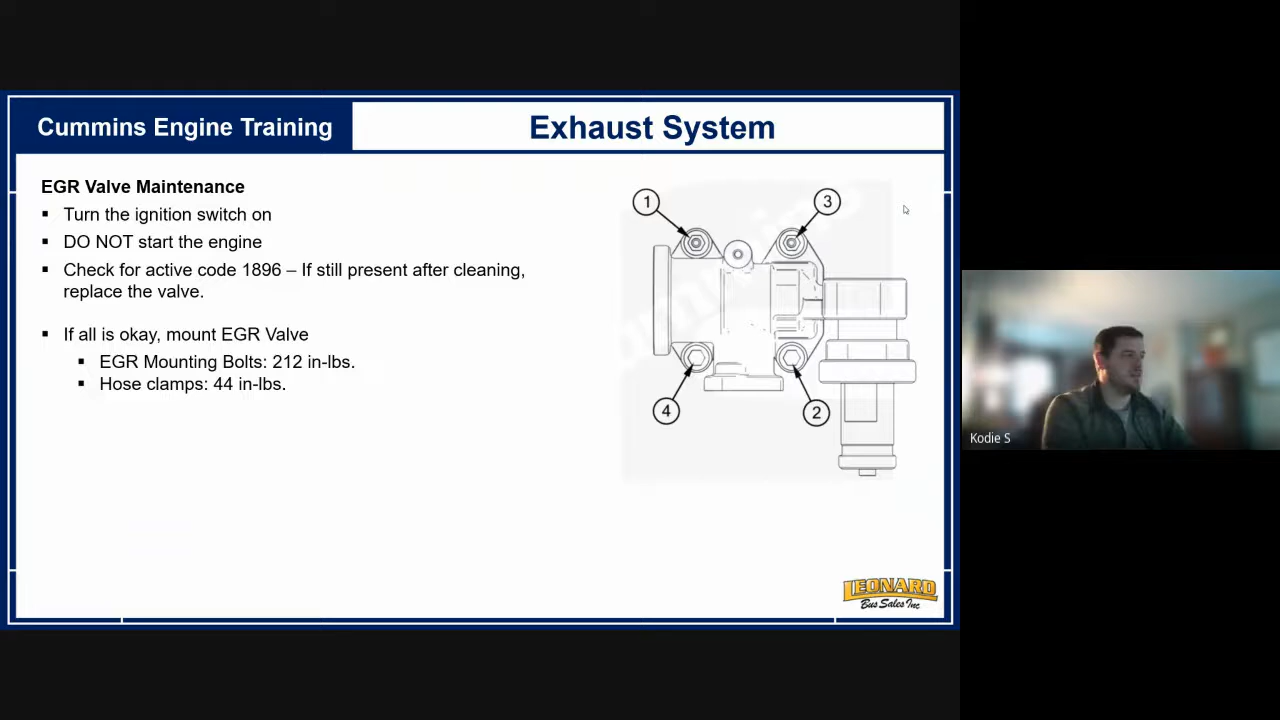 Cummins Engine Training
Exhaust System
EGR Valve Maintenance
▪ Turn the ignition switch on
▪ DO NOT start the engine
▪ Check for active code 1896 – If still present after cleaning,
replace the valve.
▪ If all is okay, mount EGR Valve
▪ EGR Mounting Bolts: 212 in-lbs.
▪ Hose clamps: 44 in-lbs.
1
3
4
2
Kodie S
LEONARD
Bus Sales Inc